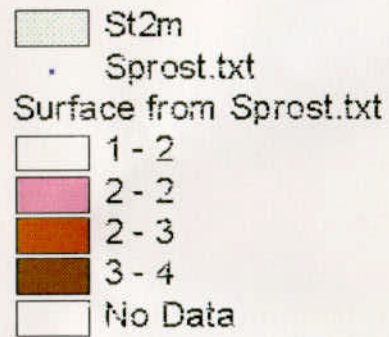 St2m
Sprost.txt
Surface from Sprost.txt
1 - 2
2 - 2
2 - 3
3 - 4
No Data